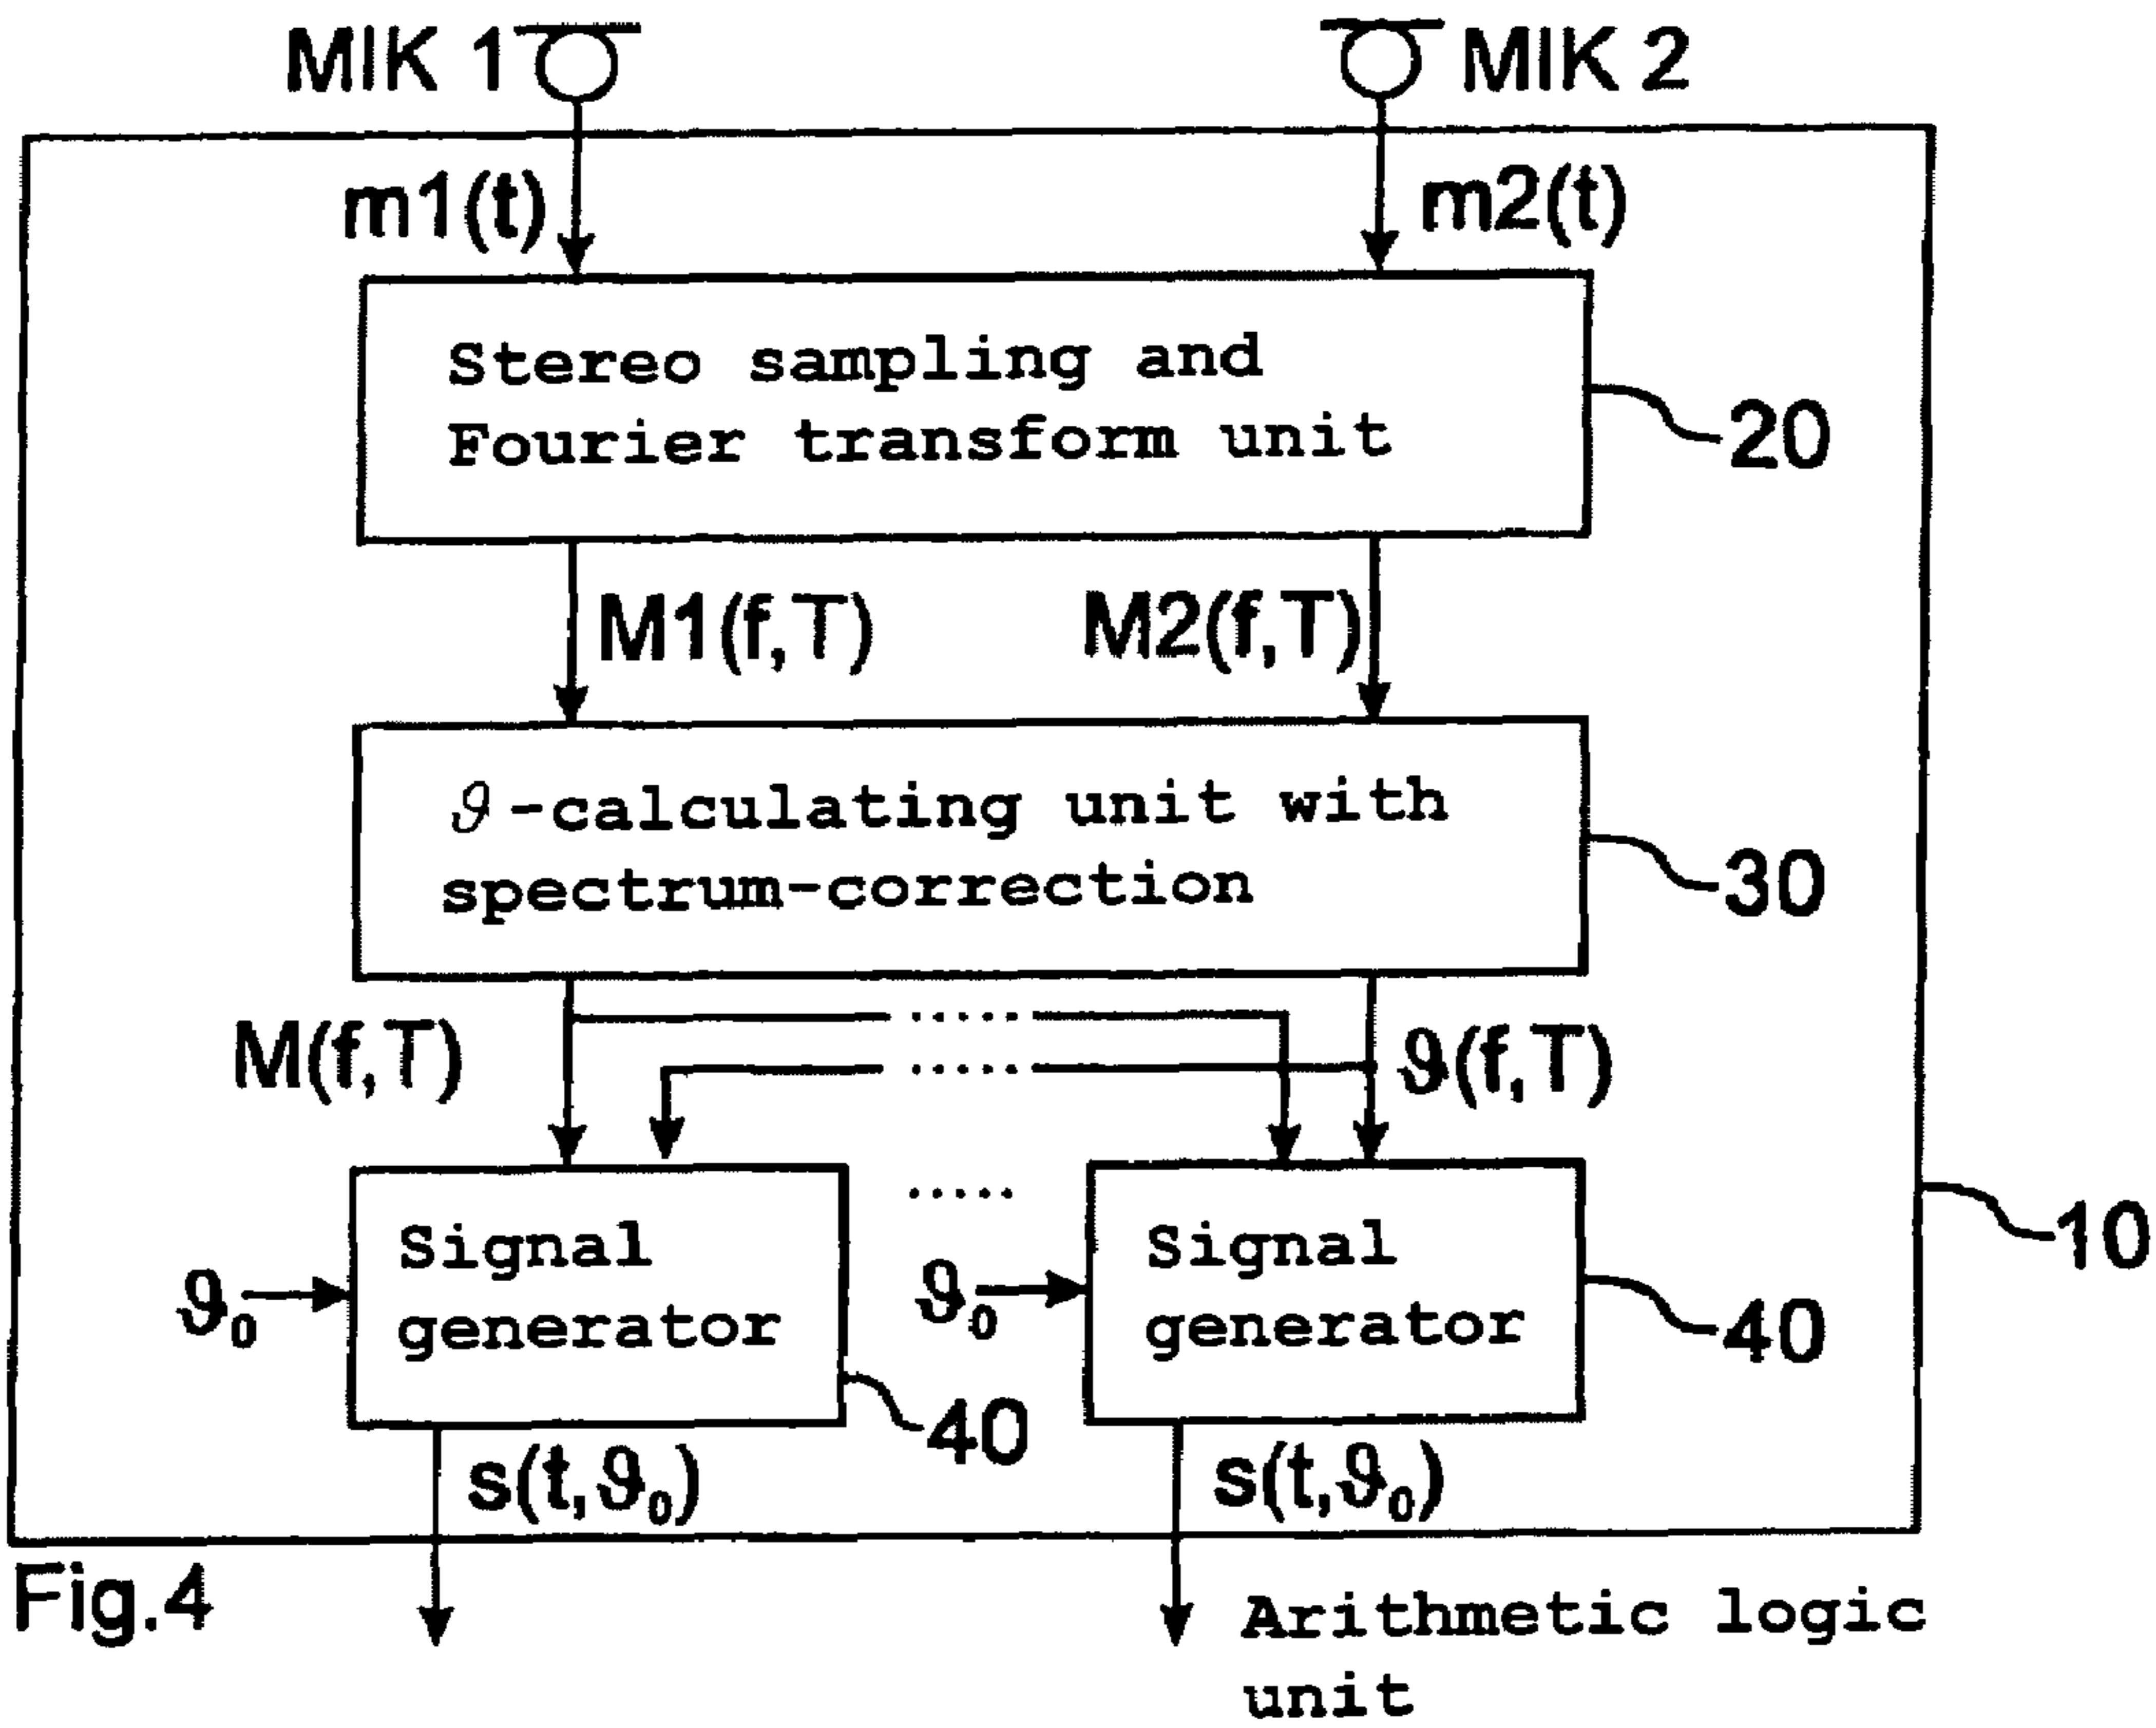 MIK 1
MIK 2
m1(t)
m2(t)
Stereo sampling and
Fourier transform unit
20
M1(f,T)
M2(f,T)
ϑ-calculating unit with
spectrum-correction
30
M(f,T)
.....
.....
ϑ(f,T)
.....
ϑ₀
Signal
generator
40
ϑ₀
Signal
generator
40
10
s(t,ϑ₀)
s(t,ϑ₀)
Fig.4
Arithmetic logic
unit